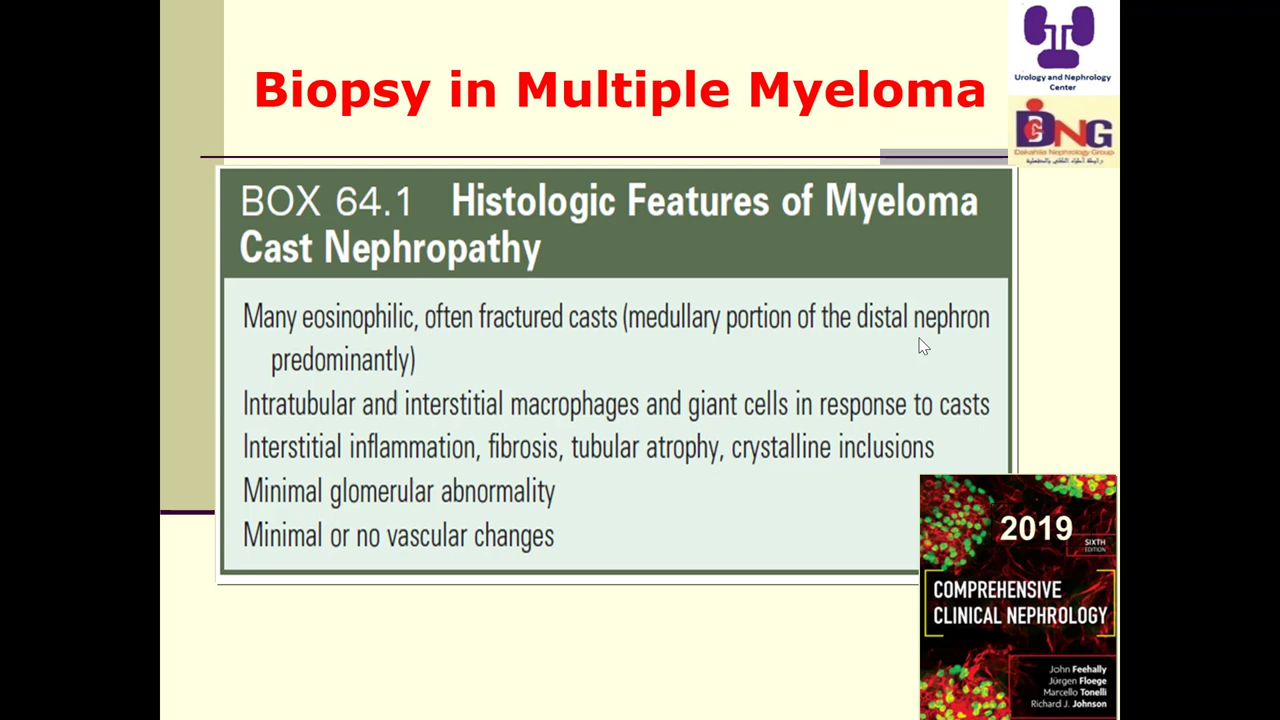 Biopsy in Multiple Myeloma
Urology and Nephrology
Center
DNG
Dakahlia Nephrology Group
BOX 64.1 Histologic Features of Myeloma
Cast Nephropathy
Many eosinophilic, often fractured casts (medullary portion of the distal nephron
predominantly)
Intratubular and interstitial macrophages and giant cells in response to casts
Interstitial inflammation, fibrosis, tubular atrophy, crystalline inclusions
Minimal glomerular abnormality
Minimal or no vascular changes
2019
SIXTH
EDITION
COMPREHENSIVE
CLINICAL NEPHROLOGY
John Feehally
Jürgen Floege
Marcello Tonelli
Richard J. Johnson